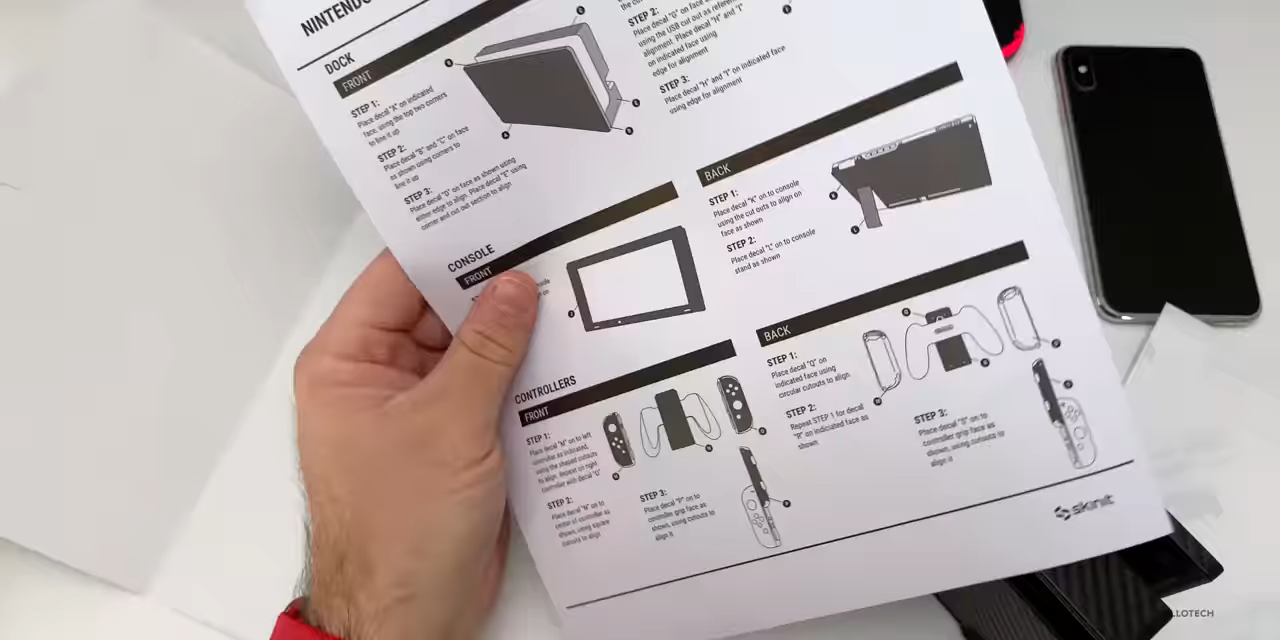 NINTENDO
DOCK
FRONT
STEP 1:
Place decal "A" on indicated
face, using the top two corners
to line it up
STEP 2:
Place decal "B" and "C" on face
as shown using corners to
line it up
STEP 3:
Place decal "D" on face as shown using
either edge to align. Place decal "E" using
corner and cut out section to align
STEP 2:
Place decal "G" on face
using the USB cut out as
alignment. Place decal "H" and "I"
on indicated face using
edge for alignment
STEP 3:
Place decal "H" and "I" on indicated face
using edge for alignment
CONSOLE
FRONT
BACK
STEP 1:
Place decal "K" on to console
using the cut outs to align on
face as shown
STEP 2:
Place decal "L" on to console
stand as shown
CONTROLLERS
FRONT
STEP 1:
Place decal "M" on to left
controller as indicated,
using the shaped cutouts
to align. Repeat on right
controller with decal "O"
STEP 2:
Place decal "N" on to
center of controller as
shown, using square
cutouts to align
STEP 3:
Place decal "P" on to
controller grip face as
shown, using cutouts to
align it
BACK
STEP 1:
Place decal "Q" on
indicated face using
circular cutouts to align.
STEP 2:
Repeat STEP 1 for decal
"R" on indiciated face as
shown
STEP 3:
Place decal "S" on to
controller grip face as
shown, using cutouts to
align it
skinit
LLOTECH